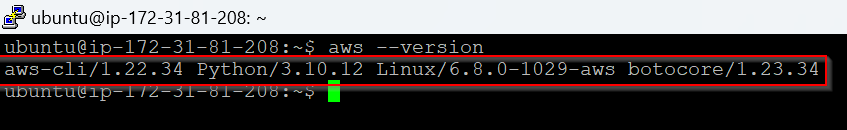 ubuntu@ip-172-31-81-208: ~
ubuntu@ip-172-31-81-208:~$ aws --version
aws-cli/1.22.34 Python/3.10.12 Linux/6.8.0-1029-aws botocore/1.23.34
ubuntu@ip-172-31-81-208:~$